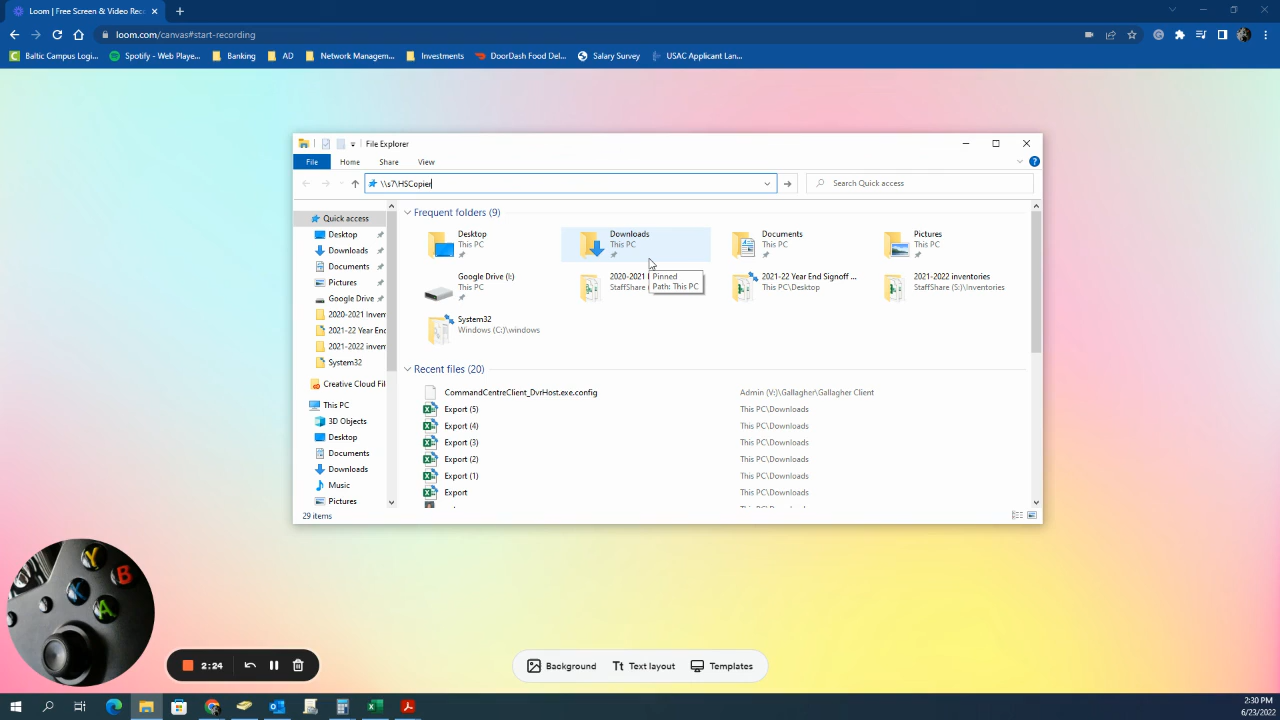 Loom | Free Screen & Video Rec
loom.com/canvas#start-recording
Baltic Campus Logi... Spotify - Web Playe... Banking AD Network Manageme... Investments DoorDash Food Del... Salary Survey USAC Applicant Lan...
File Explorer
File Home Share View
\\s7\HSCopier
Search Quick access
Quick access
Desktop
Downloads
Documents
Pictures
Google Drive
2020-2021 Inven
2021-22 Year End
2021-2022 inven
System32
Creative Cloud Fil
This PC
3D Objects
Desktop
Documents
Downloads
Music
Pictures
Frequent folders (9)
Desktop
This PC
Downloads
This PC
Documents
This PC
Pictures
This PC
Google Drive (I:)
This PC
2020-2021 I
StaffShare (
2021-22 Year End Signoff ...
This PC\Desktop
2021-2022 inventories
StaffShare (S:)\Inventories
System32
Windows (C:)\windows
Pinned
Path: This PC
Recent files (20)
CommandCentreClient_DvrHost.exe.config Admin (V:)\Gallagher\Gallagher Client
Export (5) This PC\Downloads
Export (4) This PC\Downloads
Export (3) This PC\Downloads
Export (2) This PC\Downloads
Export (1) This PC\Downloads
Export This PC\Downloads
29 items
Y
B
X
A
2:24
Background Text layout Templates
2:30 PM
6/23/2022